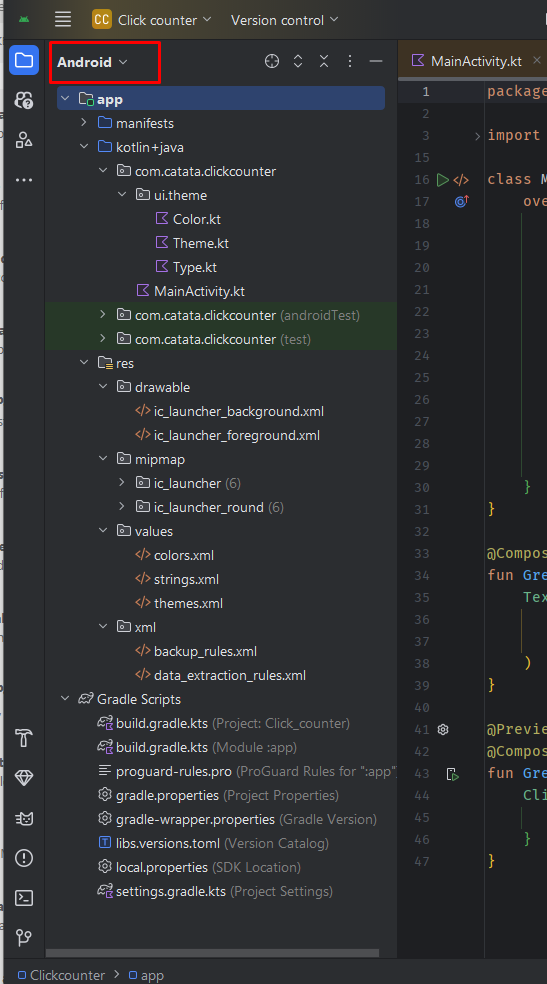 CC Click counter Version control
Android
MainActivity.kt
app
manifests
kotlin+java
com.catata.clickcounter
ui.theme
Color.kt
Theme.kt
Type.kt
MainActivity.kt
com.catata.clickcounter (androidTest)
com.catata.clickcounter (test)
res
drawable
ic_launcher_background.xml
ic_launcher_foreground.xml
mipmap
ic_launcher (6)
ic_launcher_round (6)
values
colors.xml
strings.xml
themes.xml
xml
backup_rules.xml
data_extraction_rules.xml
Gradle Scripts
build.gradle.kts (Project: Click_counter)
build.gradle.kts (Module :app)
proguard-rules.pro (ProGuard Rules for ":app")
gradle.properties (Project Properties)
gradle-wrapper.properties (Gradle Version)
libs.versions.toml (Version Catalog)
local.properties (SDK Location)
settings.gradle.kts (Project Settings)
1 package
2
3 import
15
16 class M
17 ove
18
19
20
21
22
23
24
25
26
27
28
29
30 }
31 }
32
33 @Compos
34 fun Gre
35 Tex
36
37
38 )
39 }
40
41 @Previe
42 @Compos
43 fun Gre
44 Cli
45
46 }
47 }
Clickcounter > app